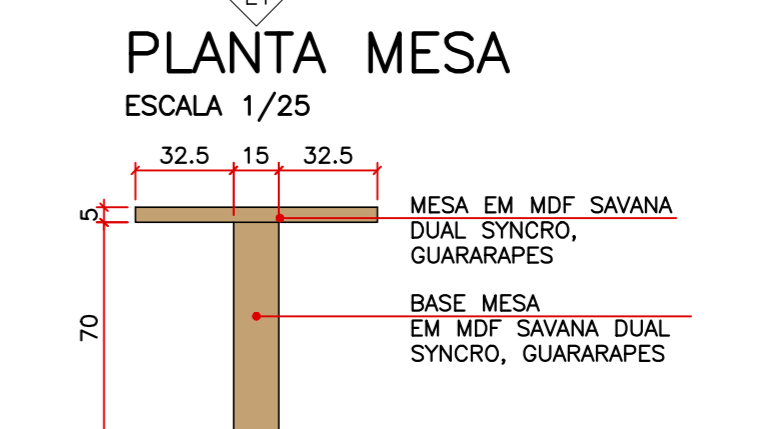 PLANTA MESA
ESCALA 1/25
32.5 15 32.5
5
MESA EM MDF SAVANA
DUAL SYNCRO,
GUARARAPES
70
BASE MESA
EM MDF SAVANA DUAL
SYNCRO, GUARARAPES